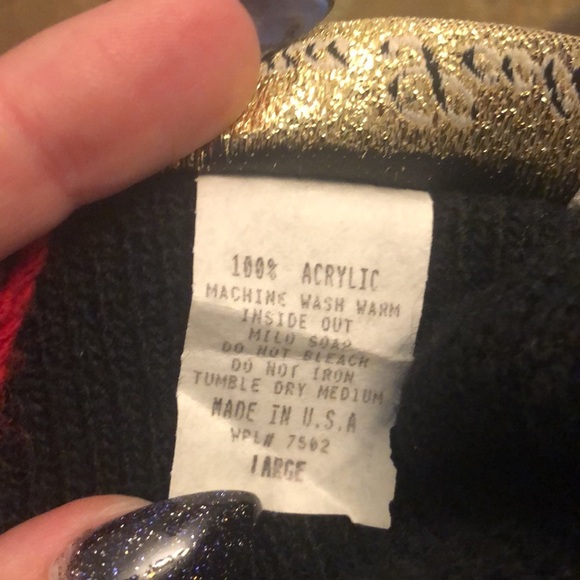 100% ACRYLIC
MACHINE WASH WARM
INSIDE OUT
MILD SOAP
DO NOT BLEACH
DO NOT IRON
TUMBLE DRY MEDIUM
MADE IN U.S.A
WPL# 7502
LARGE